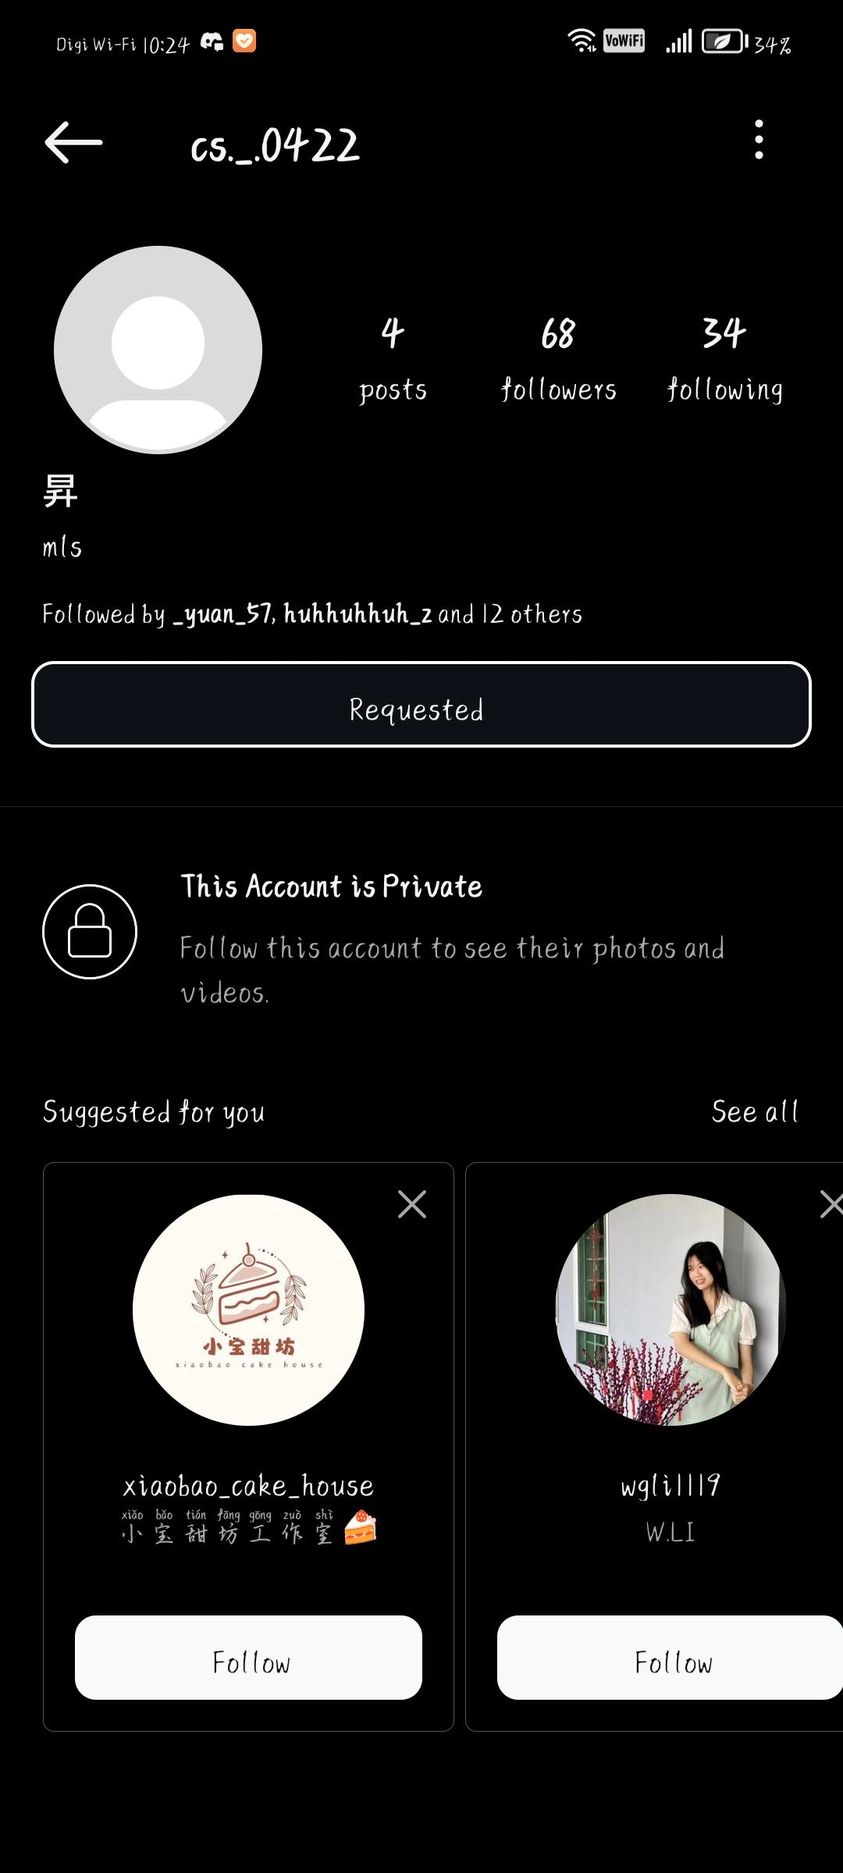 Digi Wi-Fi 10:24
VoWiFi
34%
cs._.0422
4
posts
68
followers
34
following
昇
mls
Followed by _yuan_57, huhhuhhuh_z and 12 others
Requested
This Account is Private
Follow this account to see their photos and
videos.
Suggested for you
See all
小宝甜坊
xiaobao cake house
xiaobao_cake_house
xiǎo bǎo tián fāng gōng zuò shì
小宝甜坊工作室🍰
Follow
wgli1119
W.LI
Follow